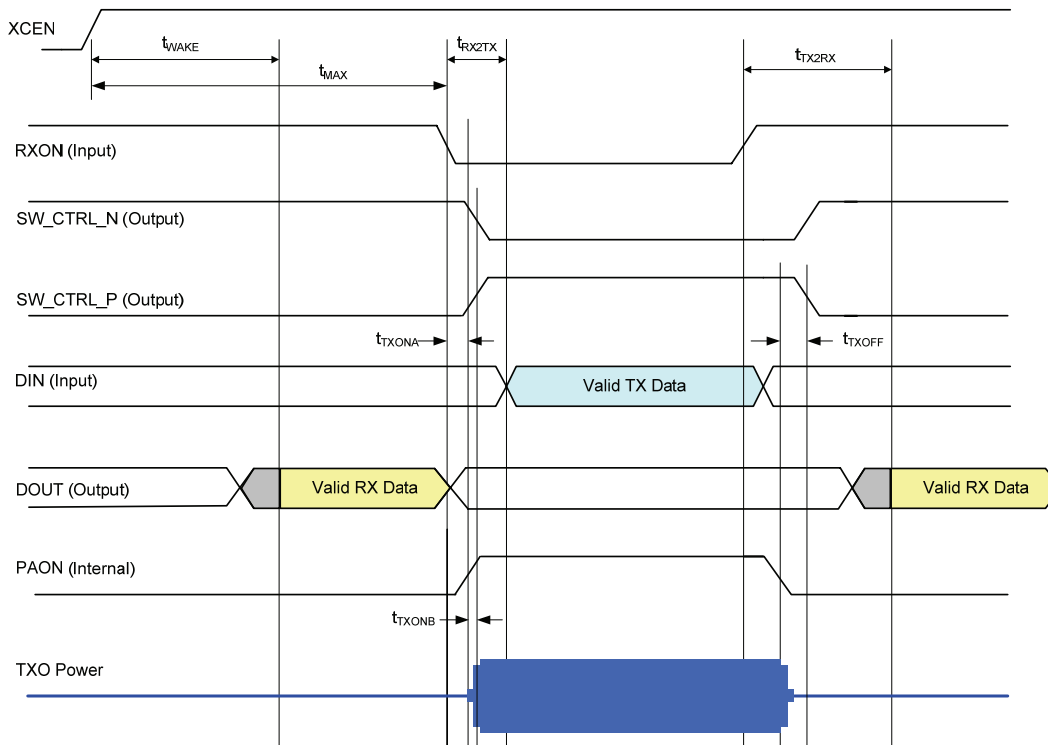 XCEN
tWAKE
tRX2TX
tMAX
tTX2RX
RXON (Input)
SW_CTRL_N (Output)
SW_CTRL_P (Output)
tTXONA
tTXOFF
DIN (Input)
Valid TX Data
DOUT (Output)
Valid RX Data
Valid RX Data
PAON (Internal)
tTXONB
TXO Power